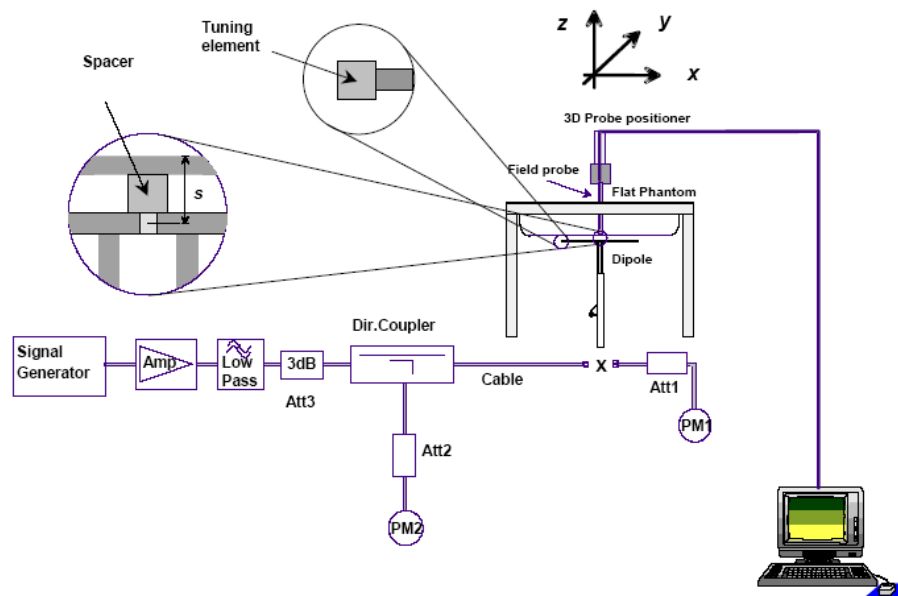 Tuning
element
Spacer
z
y
x
3D Probe positioner
s
Field probe
Flat Phantom
Dipole
Dir.Coupler
Signal
Generator
Amp
Low
Pass
3dB
Att3
Cable
X
Att1
PM1
Att2
PM2